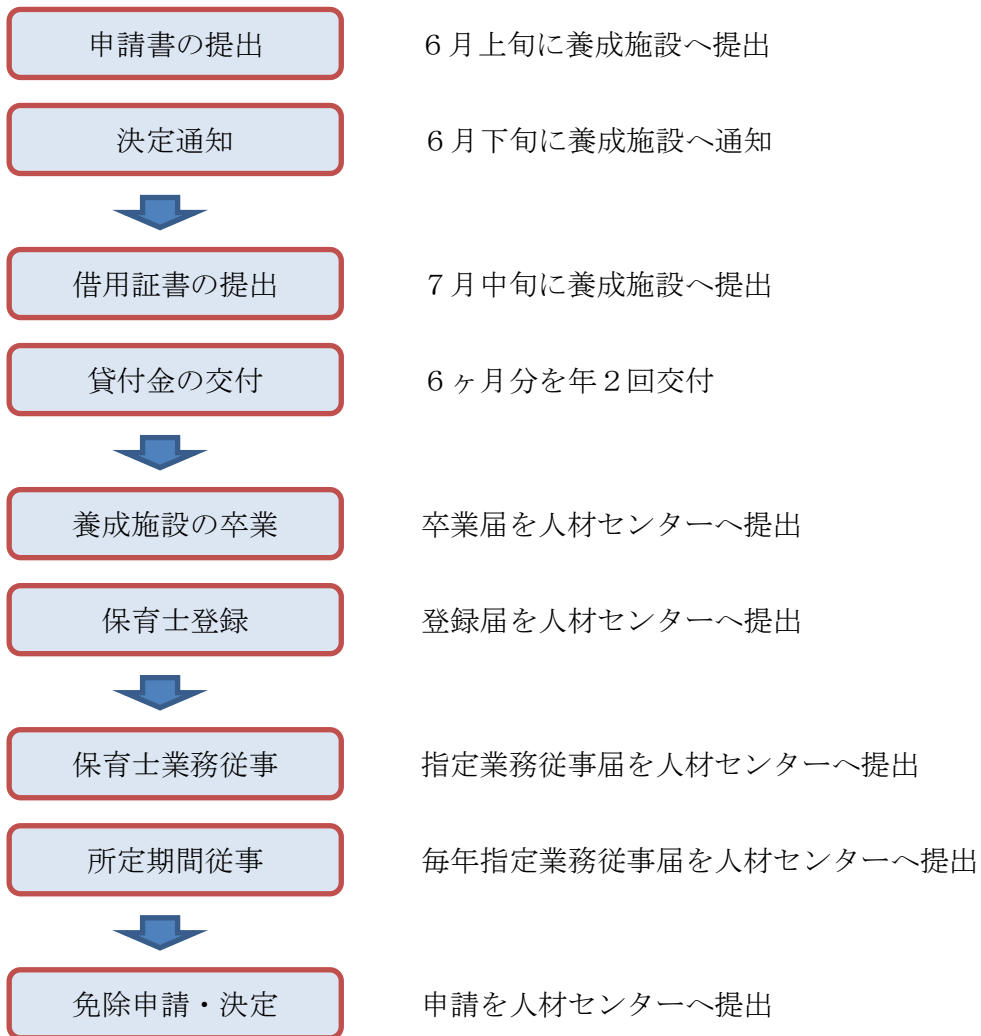 申請書の提出
６月上旬に養成施設へ提出
決定通知
６月下旬に養成施設へ通知
借用証書の提出
７月中旬に養成施設へ提出
貸付金の交付
６ヶ月分を年２回交付
養成施設の卒業
卒業届を人材センターへ提出
保育士登録
登録届を人材センターへ提出
保育士業務従事
指定業務従事届を人材センターへ提出
所定期間従事
毎年指定業務従事届を人材センターへ提出
免除申請・決定
申請を人材センターへ提出